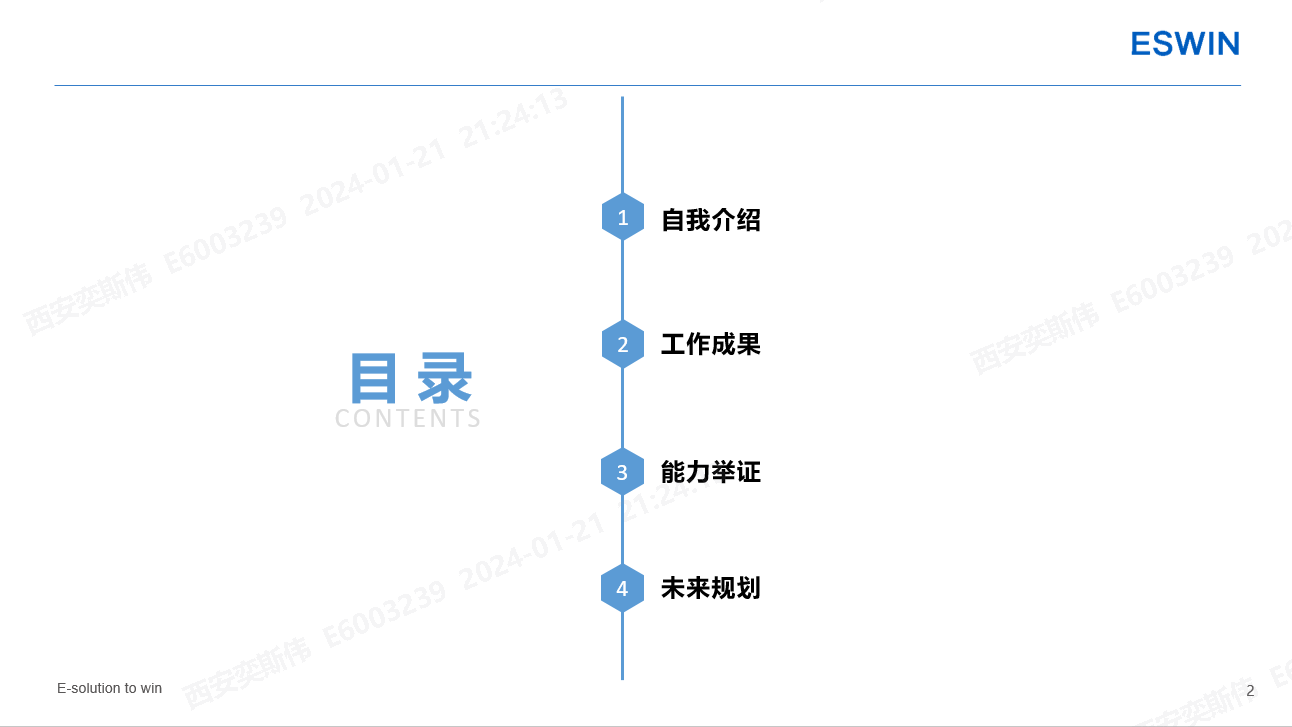 ESWIN
目录
CONTENTS
1 自我介绍
2 工作成果
3 能力举证
4 未来规划
E-solution to win
2
西安奕斯伟 E6003239 2024-01-21 21:24:13
西安奕斯伟 E6003239 202
西安奕斯伟 E6003239 2024-01-21 21:24:
西安奕斯伟 E6